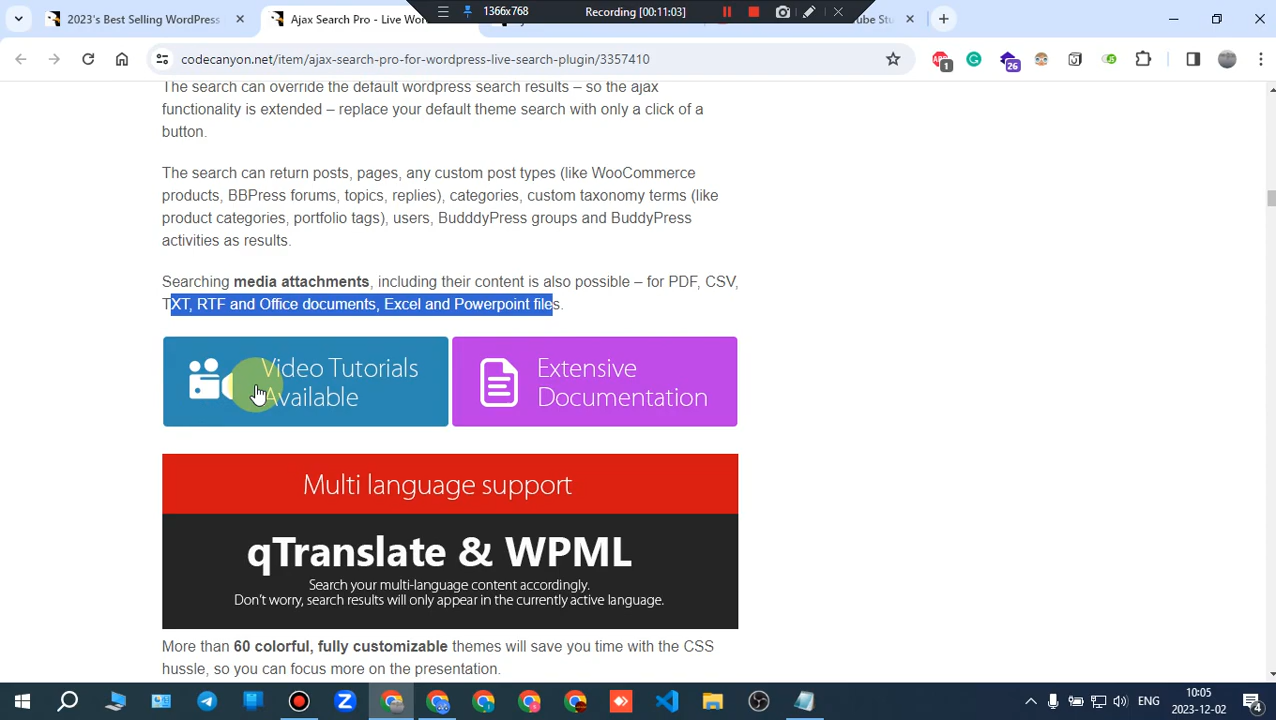 1366x768
Recording [00:11:03]
2023's Best Selling WordPress
Ajax Search Pro - Live Wor
ube Stu
codecanyon.net/item/ajax-search-pro-for-wordpress-live-search-plugin/3357410
1
26
The search can override the default wordpress search results – so the ajax
functionality is extended – replace your default theme search with only a click of a
button.
The search can return posts, pages, any custom post types (like WooCommerce
products, BBPress forums, topics, replies), categories, custom taxonomy terms (like
product categories, portfolio tags), users, BudddyPress groups and BuddyPress
activities as results.
Searching media attachments, including their content is also possible – for PDF, CSV,
TXT, RTF and Office documents, Excel and Powerpoint files.
Video Tutorials
Available
Extensive
Documentation
Multi language support
qTranslate & WPML
Search your multi-language content accordingly.
Don't worry, search results will only appear in the currently active language.
More than 60 colorful, fully customizable themes will save you time with the CSS
hussle, so you can focus more on the presentation.
ENG
10:05
2023-12-02
4